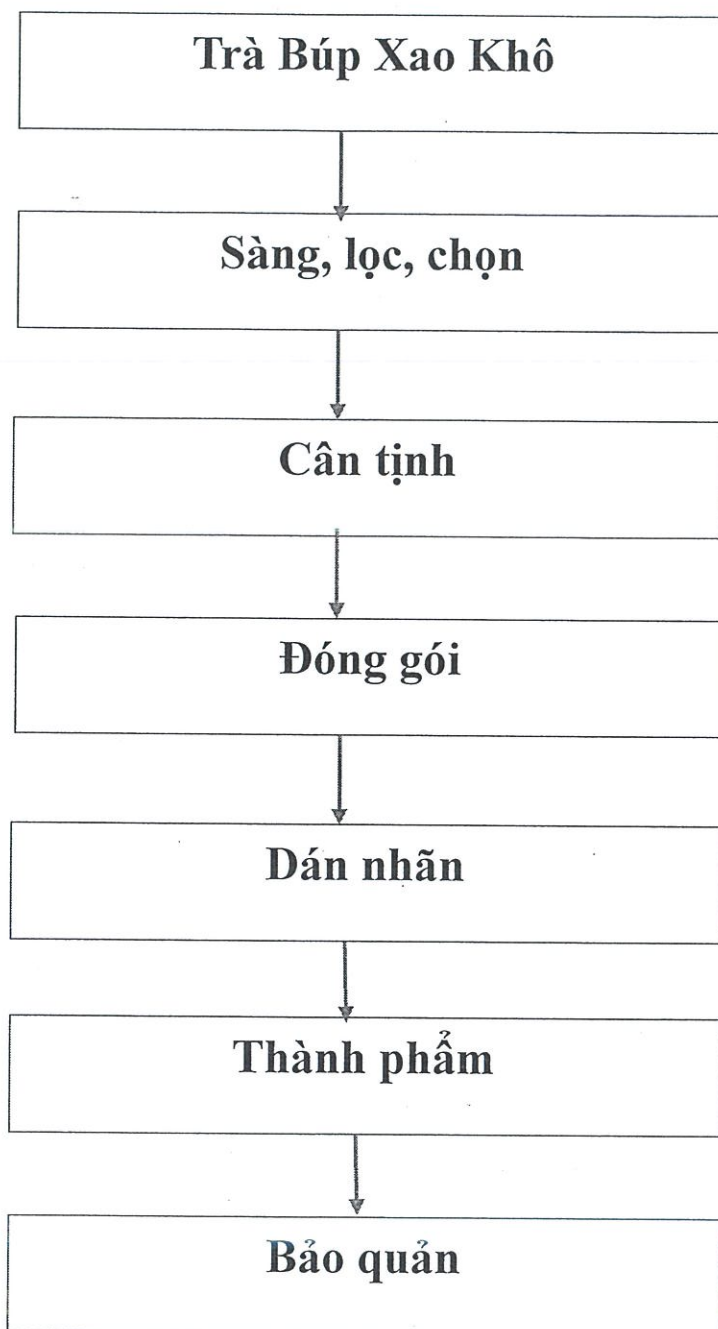 Trà Búp Xao Khô
Sàng, lọc, chọn
Cân tịnh
Đóng gói
Dán nhãn
Thành phẩm
Bảo quản